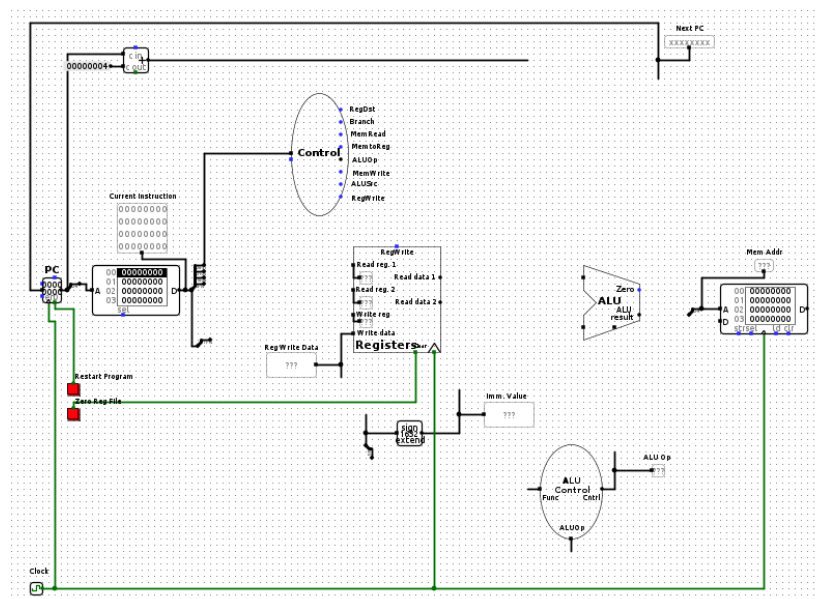 Next PC
xxxxxxxx
c in
+
c out
00000004
RegDst
Branch
MemRead
MemtoReg
ALUOp
MemWrite
ALUSrc
RegWrite
Control
Current Instruction
00000000
00000000
00000000
00000000
PC
00 00000000
01 00000000
02 00000000
03 00000000
A
D
sel
RegWrite
Read reg. 1
???
Read data 1
Read reg. 2
???
Read data 2
Write reg
???
Write data
Registers
RegWrite Data
???
Zero
ALU
ALU
result
Mem Addr
???
00 00000000
01 00000000
02 00000000
03 00000000
A
D
D
str sel ld clr
Restart Program
Zero Reg File
Imm. Value
???
sign
extend
ALU
Control
Func
Cntrl
ALUOp
ALU Op
???
Clock